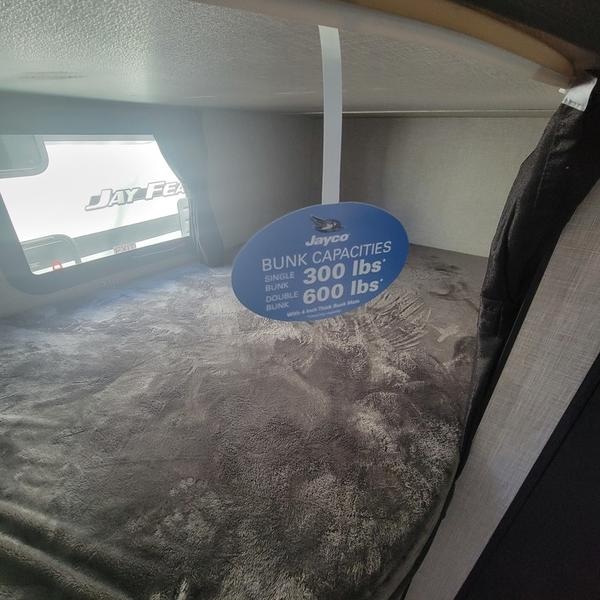 JAY FEA
Jayco
BUNK CAPACITIES
SINGLE BUNK 300 lbs*
DOUBLE BUNK 600 lbs*
With 4 Inch Thick Bunk Mats